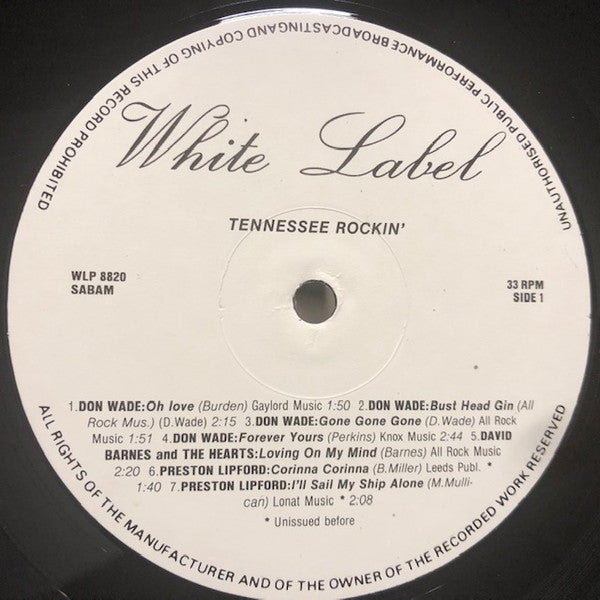 UNAUTHORISED PUBLIC PERFORMANCE BROADCASTING AND COPYING OF THIS RECORD PROHIBITED
White Label
TENNESSEE ROCKIN'
WLP 8820
SABAM
33 RPM
SIDE 1
1.DON WADE:Oh love (Burden) Gaylord Music 1:50 2.DON WADE:Bust Head Gin (All
Rock Mus.) (D.Wade) 2:15 3.DON WADE:Gone Gone Gone (D.Wade) All Rock
Music 1:51 4.DON WADE:Forever Yours (Perkins) Knox Music 2:44 5.DAVID
BARNES and THE HEARTS:Loving On My Mind (Barnes) All Rock Music
2:20 6.PRESTON LIPFORD:Corinna Corinna (B.Miller) Leeds Publ. *
1:40 7.PRESTON LIPFORD:I'll Sail My Ship Alone (M.Mulli-
can) Lonat Music * 2:08
* Unissued before
ALL RIGHTS OF THE MANUFACTURER AND OF THE OWNER OF THE RECORDED WORK RESERVED